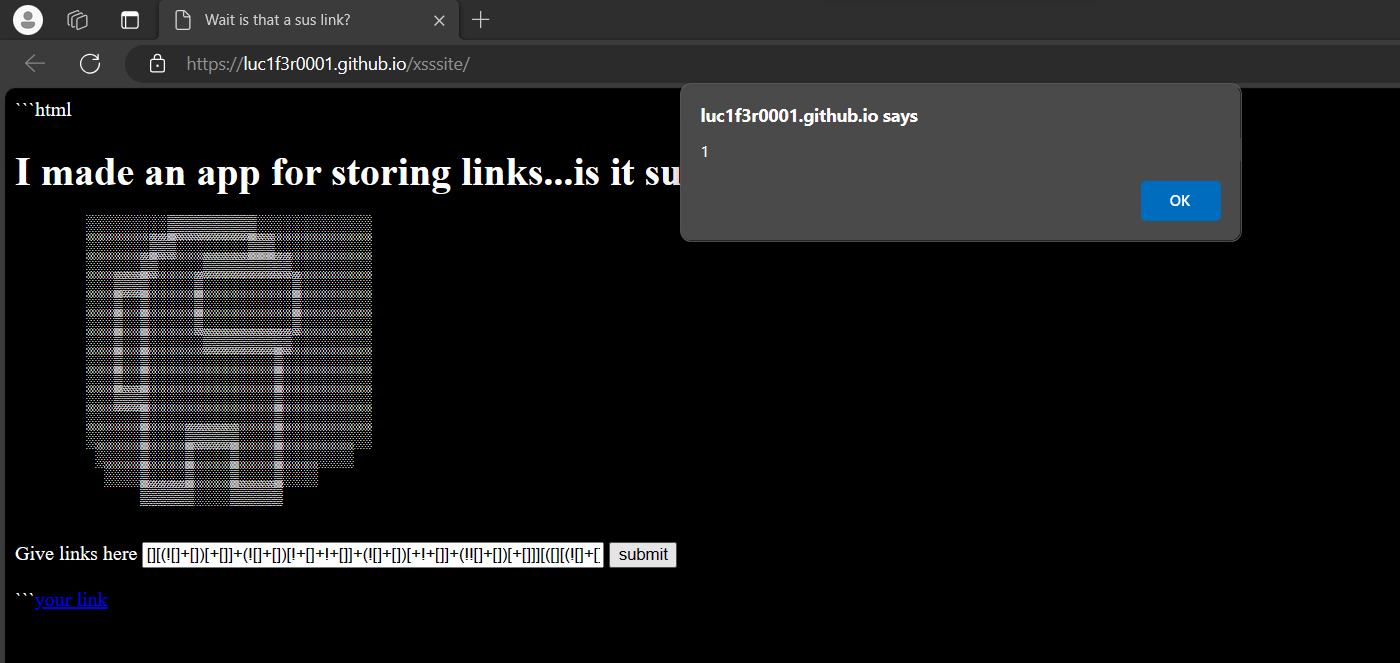 Wait is that a sus link?
https://luc1f3r0001.github.io/xsssite/
```html
luc1f3r0001.github.io says
1
I made an app for storing links...is it su
OK
Give links here [][(![]+[])[+[]]+(![]+[])[!+[]+!+[]]+(![]+[])[+!+[]]+(!![]+[])[+[]]][([][(![]+[ submit
```your link